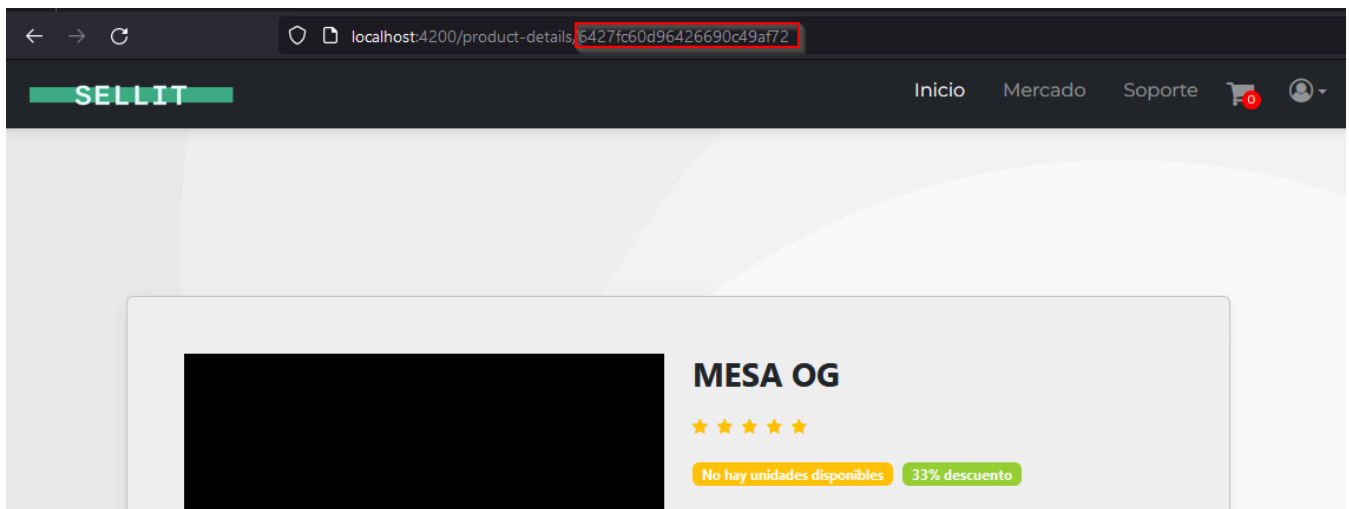 localhost:4200/product-details/6427fc60d96426690c49af72
SELLIT Inicio Mercado Soporte 0
MESA OG
No hay unidades disponibles 33% descuento